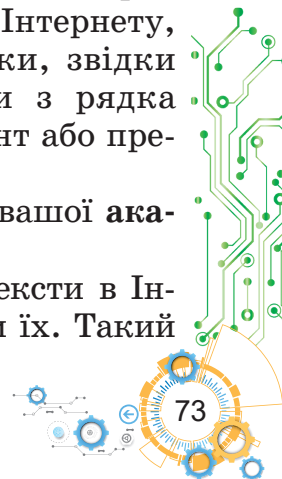 Інтернету,
ки, звідки
и з рядка
нт або пре-
вашої ака-
ексти в Ін-
и їх. Такий
73